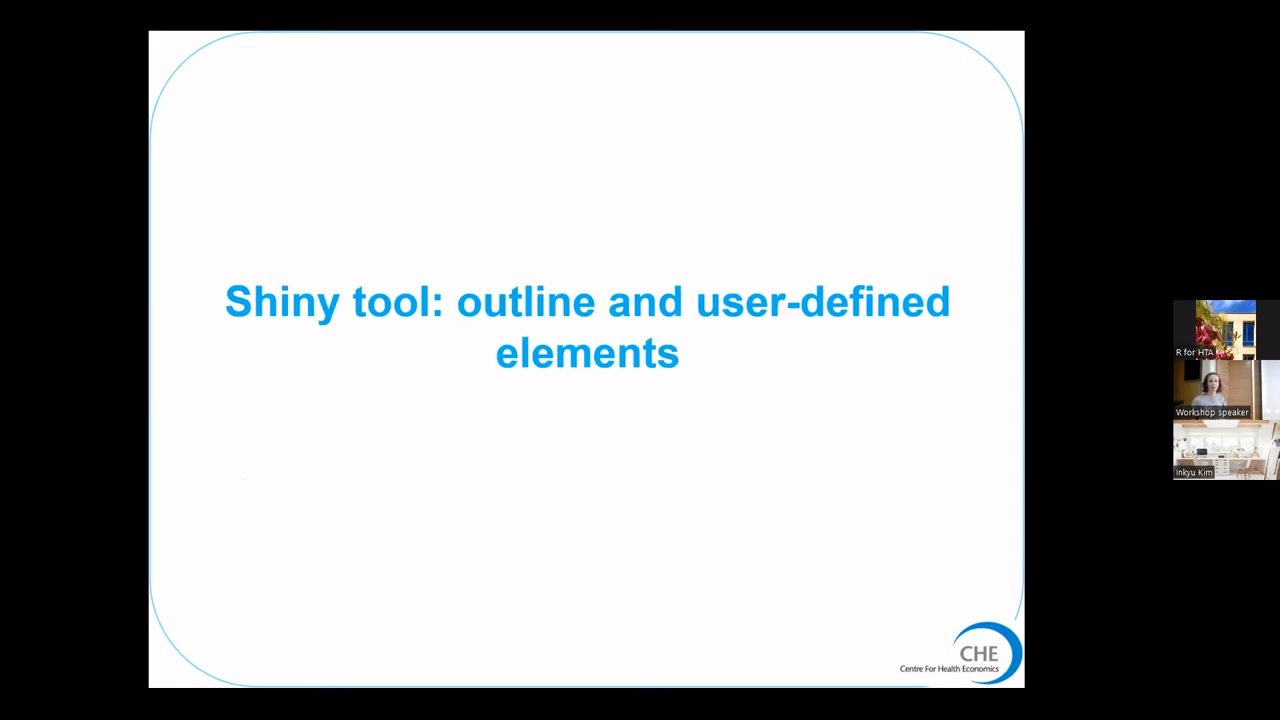 Shiny tool: outline and user-defined
elements
R for HTA
Workshop speaker
Inkyu Kim
CHE
Centre For Health Economics